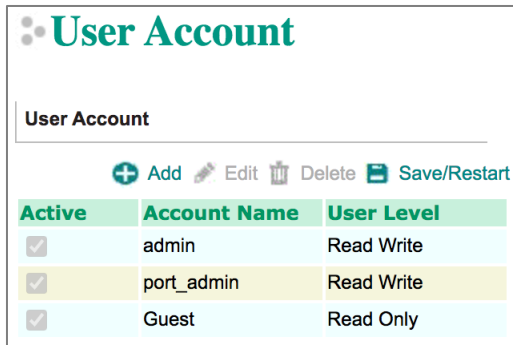 User Account
User Account
Add Edit Delete Save/Restart
Active Account Name User Level
admin Read Write
port_admin Read Write
Guest Read Only